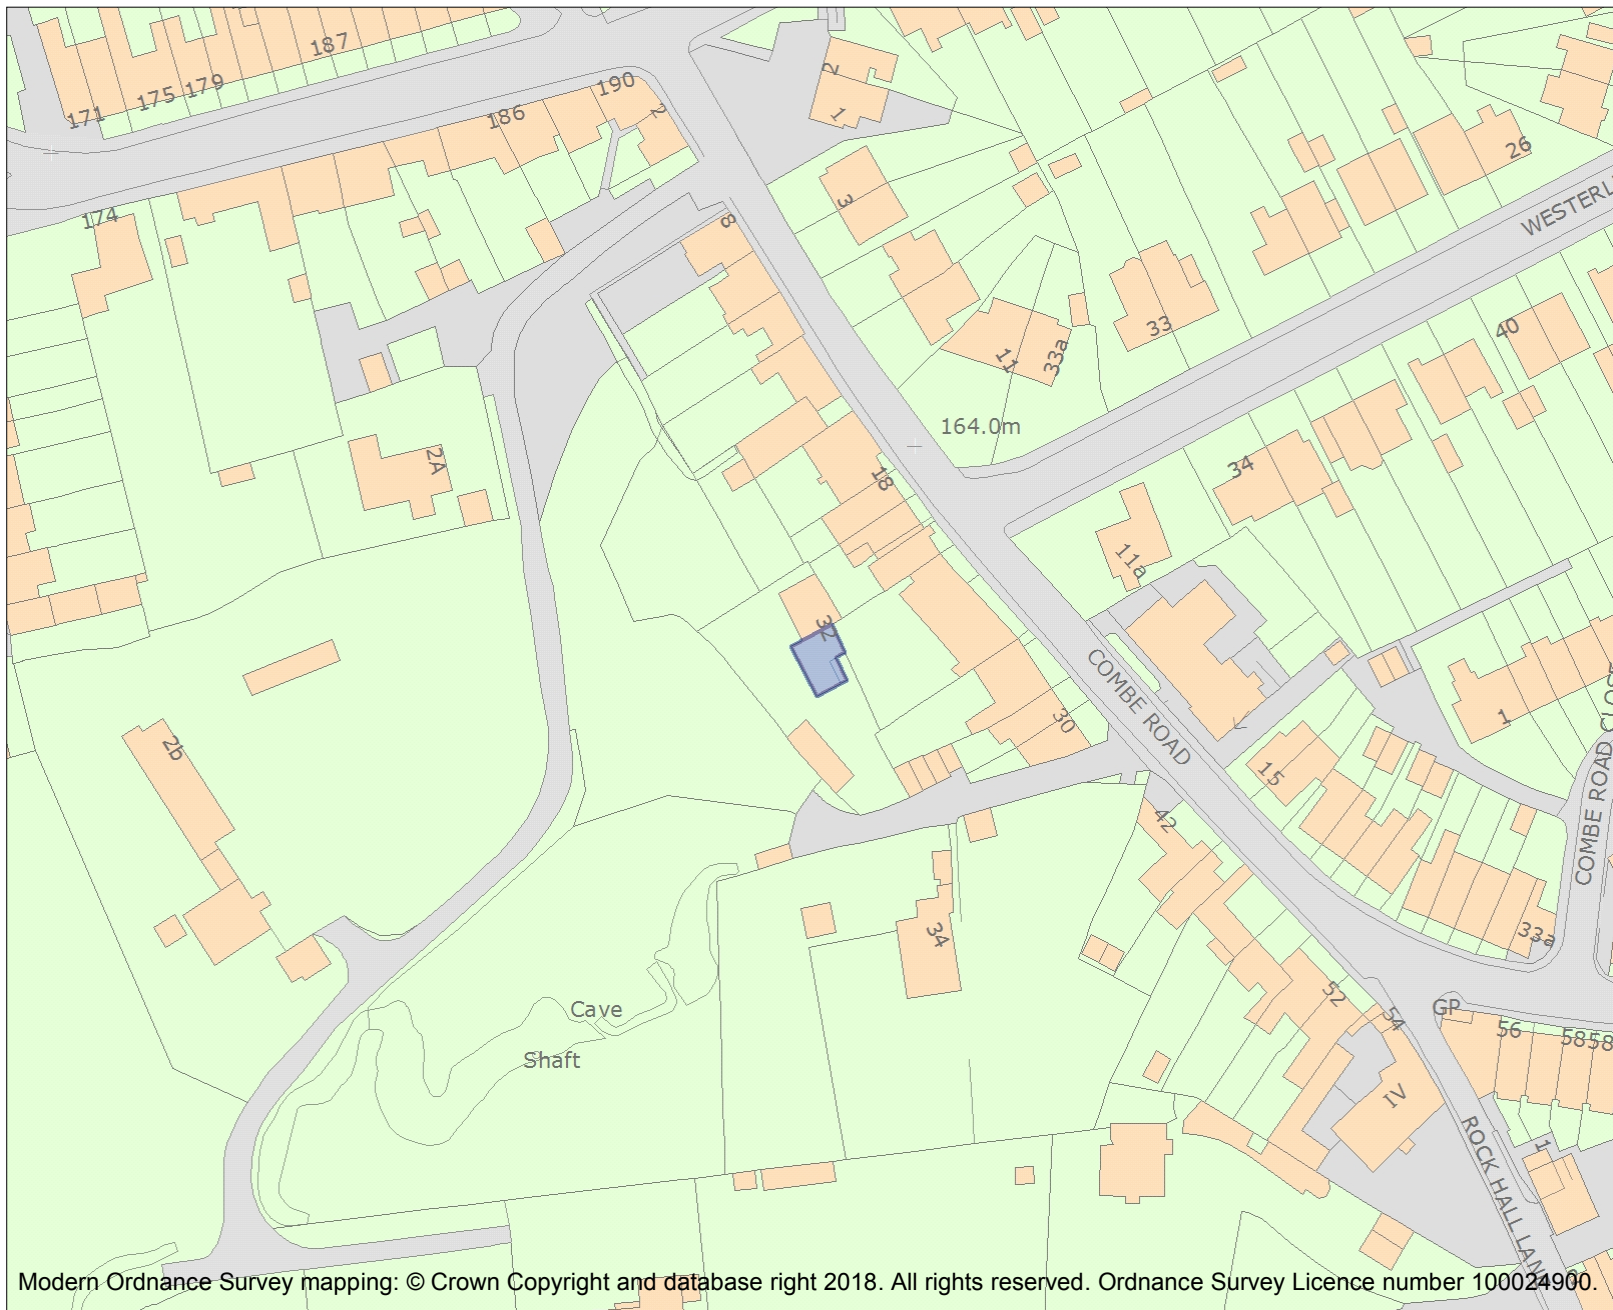 187
171
175
179
190
2
186
2
1
174
8
3
26
WESTERL
11
33a
33
40
164.0m
2A
18
34
11a
32
COMBE ROAD
30
1
COMBE ROAD CLOSE
2b
15
42
34
33a
52
54
GP
56
58
58
Cave
Shaft
IV
ROCK HALL LANE
1
Modern Ordnance Survey mapping: © Crown Copyright and database right 2018. All rights reserved. Ordnance Survey Licence number 100024900.